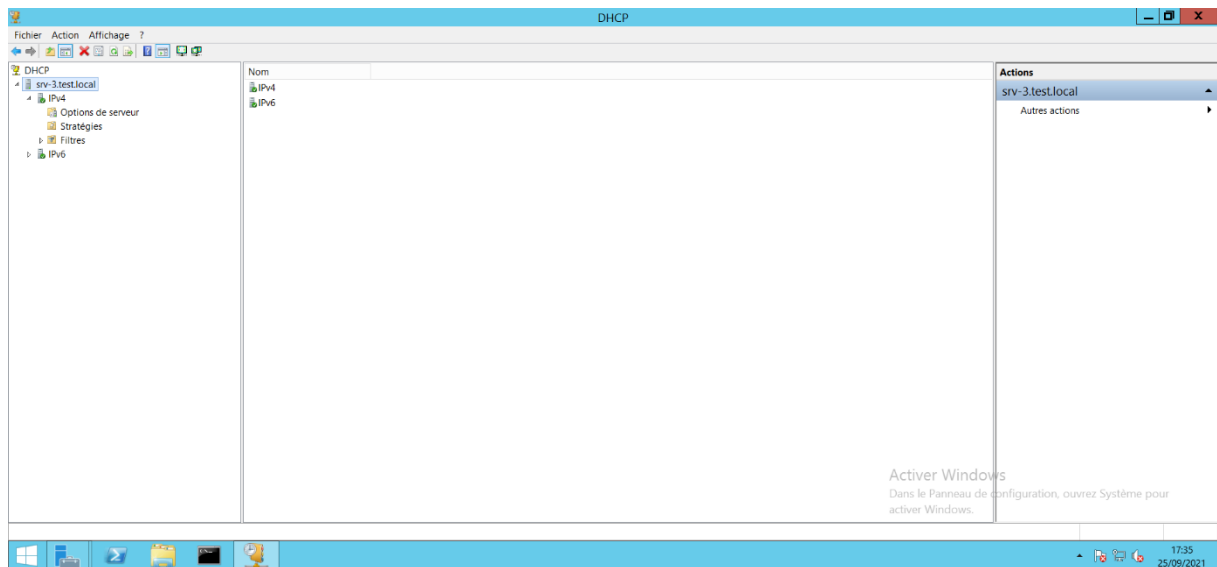 DHCP
Fichier Action Affichage ?
DHCP
srv-3.test.local
IPv4
Options de serveur
Stratégies
Filtres
IPv6
Nom
IPv4
IPv6
Actions
srv-3.test.local
Autres actions
Activer Windows
Dans le Panneau de configuration, ouvrez Système pour
activer Windows.
17:35
25/09/2021